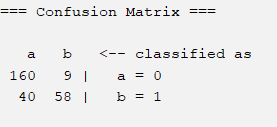 === Confusion Matrix ===
a b <-- classified as
160 9 | a = 0
40 58 | b = 1